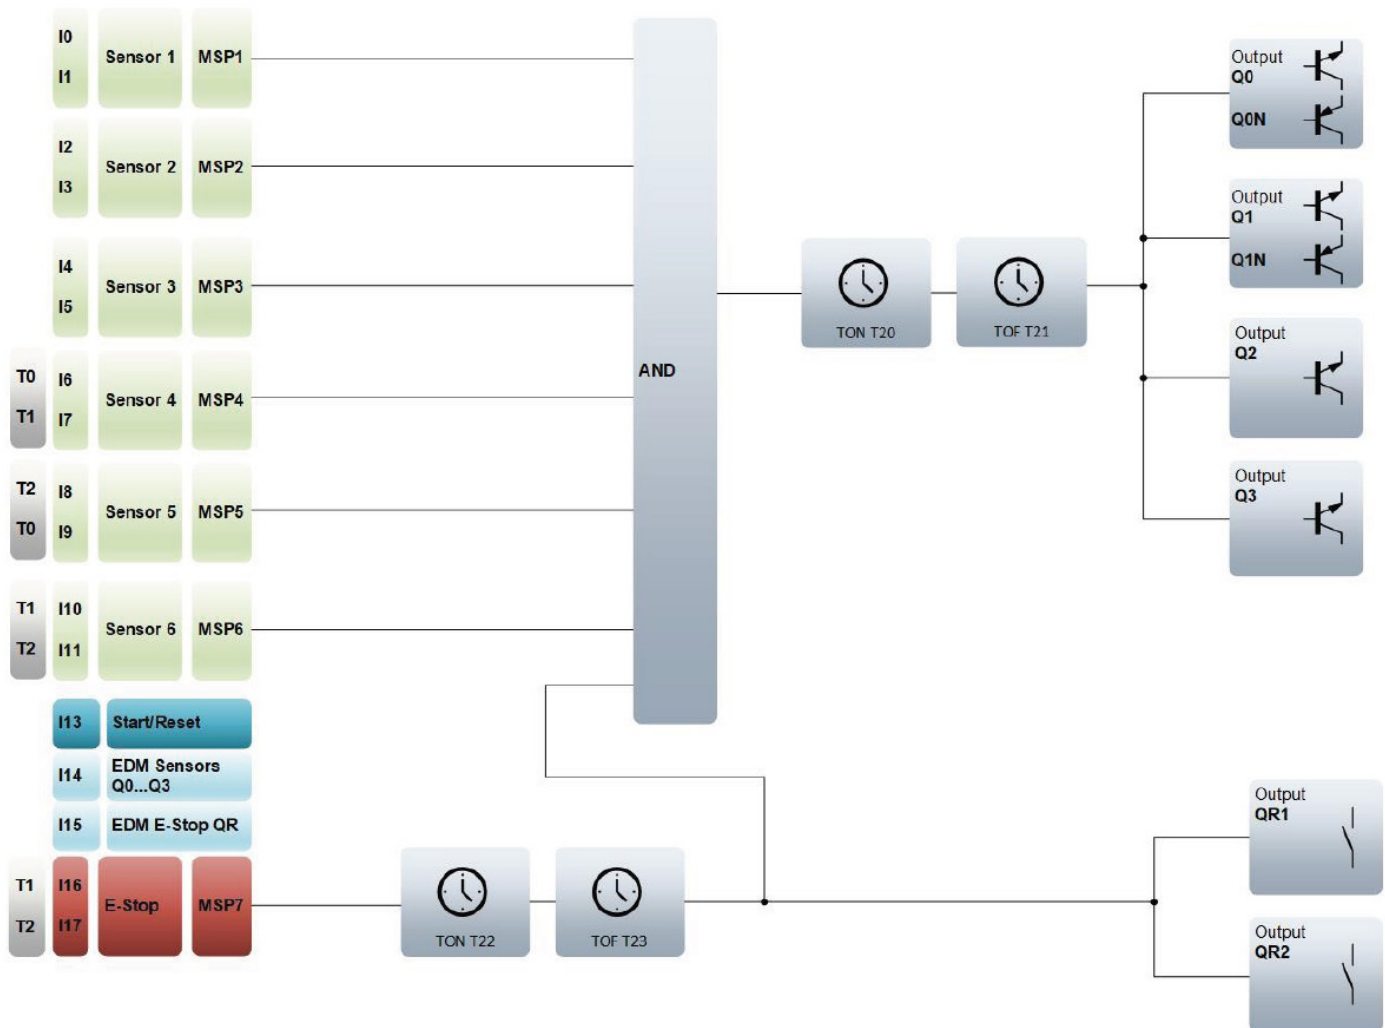 I0
I1
Sensor 1
MSP1
I2
I3
Sensor 2
MSP2
I4
I5
Sensor 3
MSP3
T0
T1
I6
I7
Sensor 4
MSP4
T2
T0
I8
I9
Sensor 5
MSP5
T1
T2
I10
I11
Sensor 6
MSP6
I13
Start/Reset
I14
EDM Sensors
Q0...Q3
I15
EDM E-Stop QR
T1
T2
I16
I17
E-Stop
MSP7
AND
TON T20
TOF T21
TON T22
TOF T23
Output
Q0
Q0N
Output
Q1
Q1N
Output
Q2
Output
Q3
Output
QR1
Output
QR2